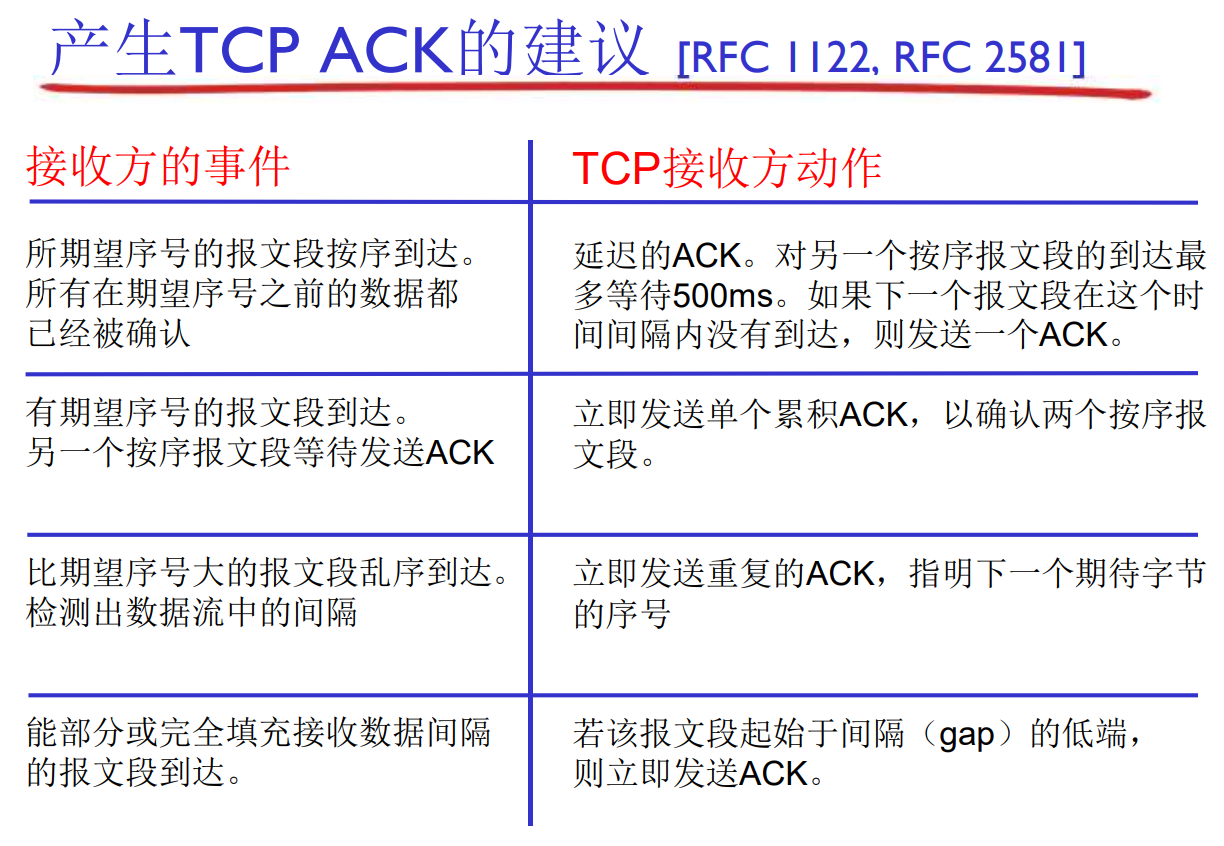 产生TCP ACK的建议 [RFC 1122, RFC 2581]
接收方的事件
TCP接收方动作
所期望序号的报文段按序到达。
所有在期望序号之前的数据都
已经被确认
延迟的ACK。对另一个按序报文段的到达最
多等待500ms。如果下一个报文段在这个时
间间隔内没有到达，则发送一个ACK。
有期望序号的报文段到达。
另一个按序报文段等待发送ACK
立即发送单个累积ACK，以确认两个按序报
文段。
比期望序号大的报文段乱序到达。
检测出数据流中的间隔
立即发送重复的ACK，指明下一个期待字节
的序号
能部分或完全填充接收数据间隔
的报文段到达。
若该报文段起始于间隔（gap）的低端，
则立即发送ACK。